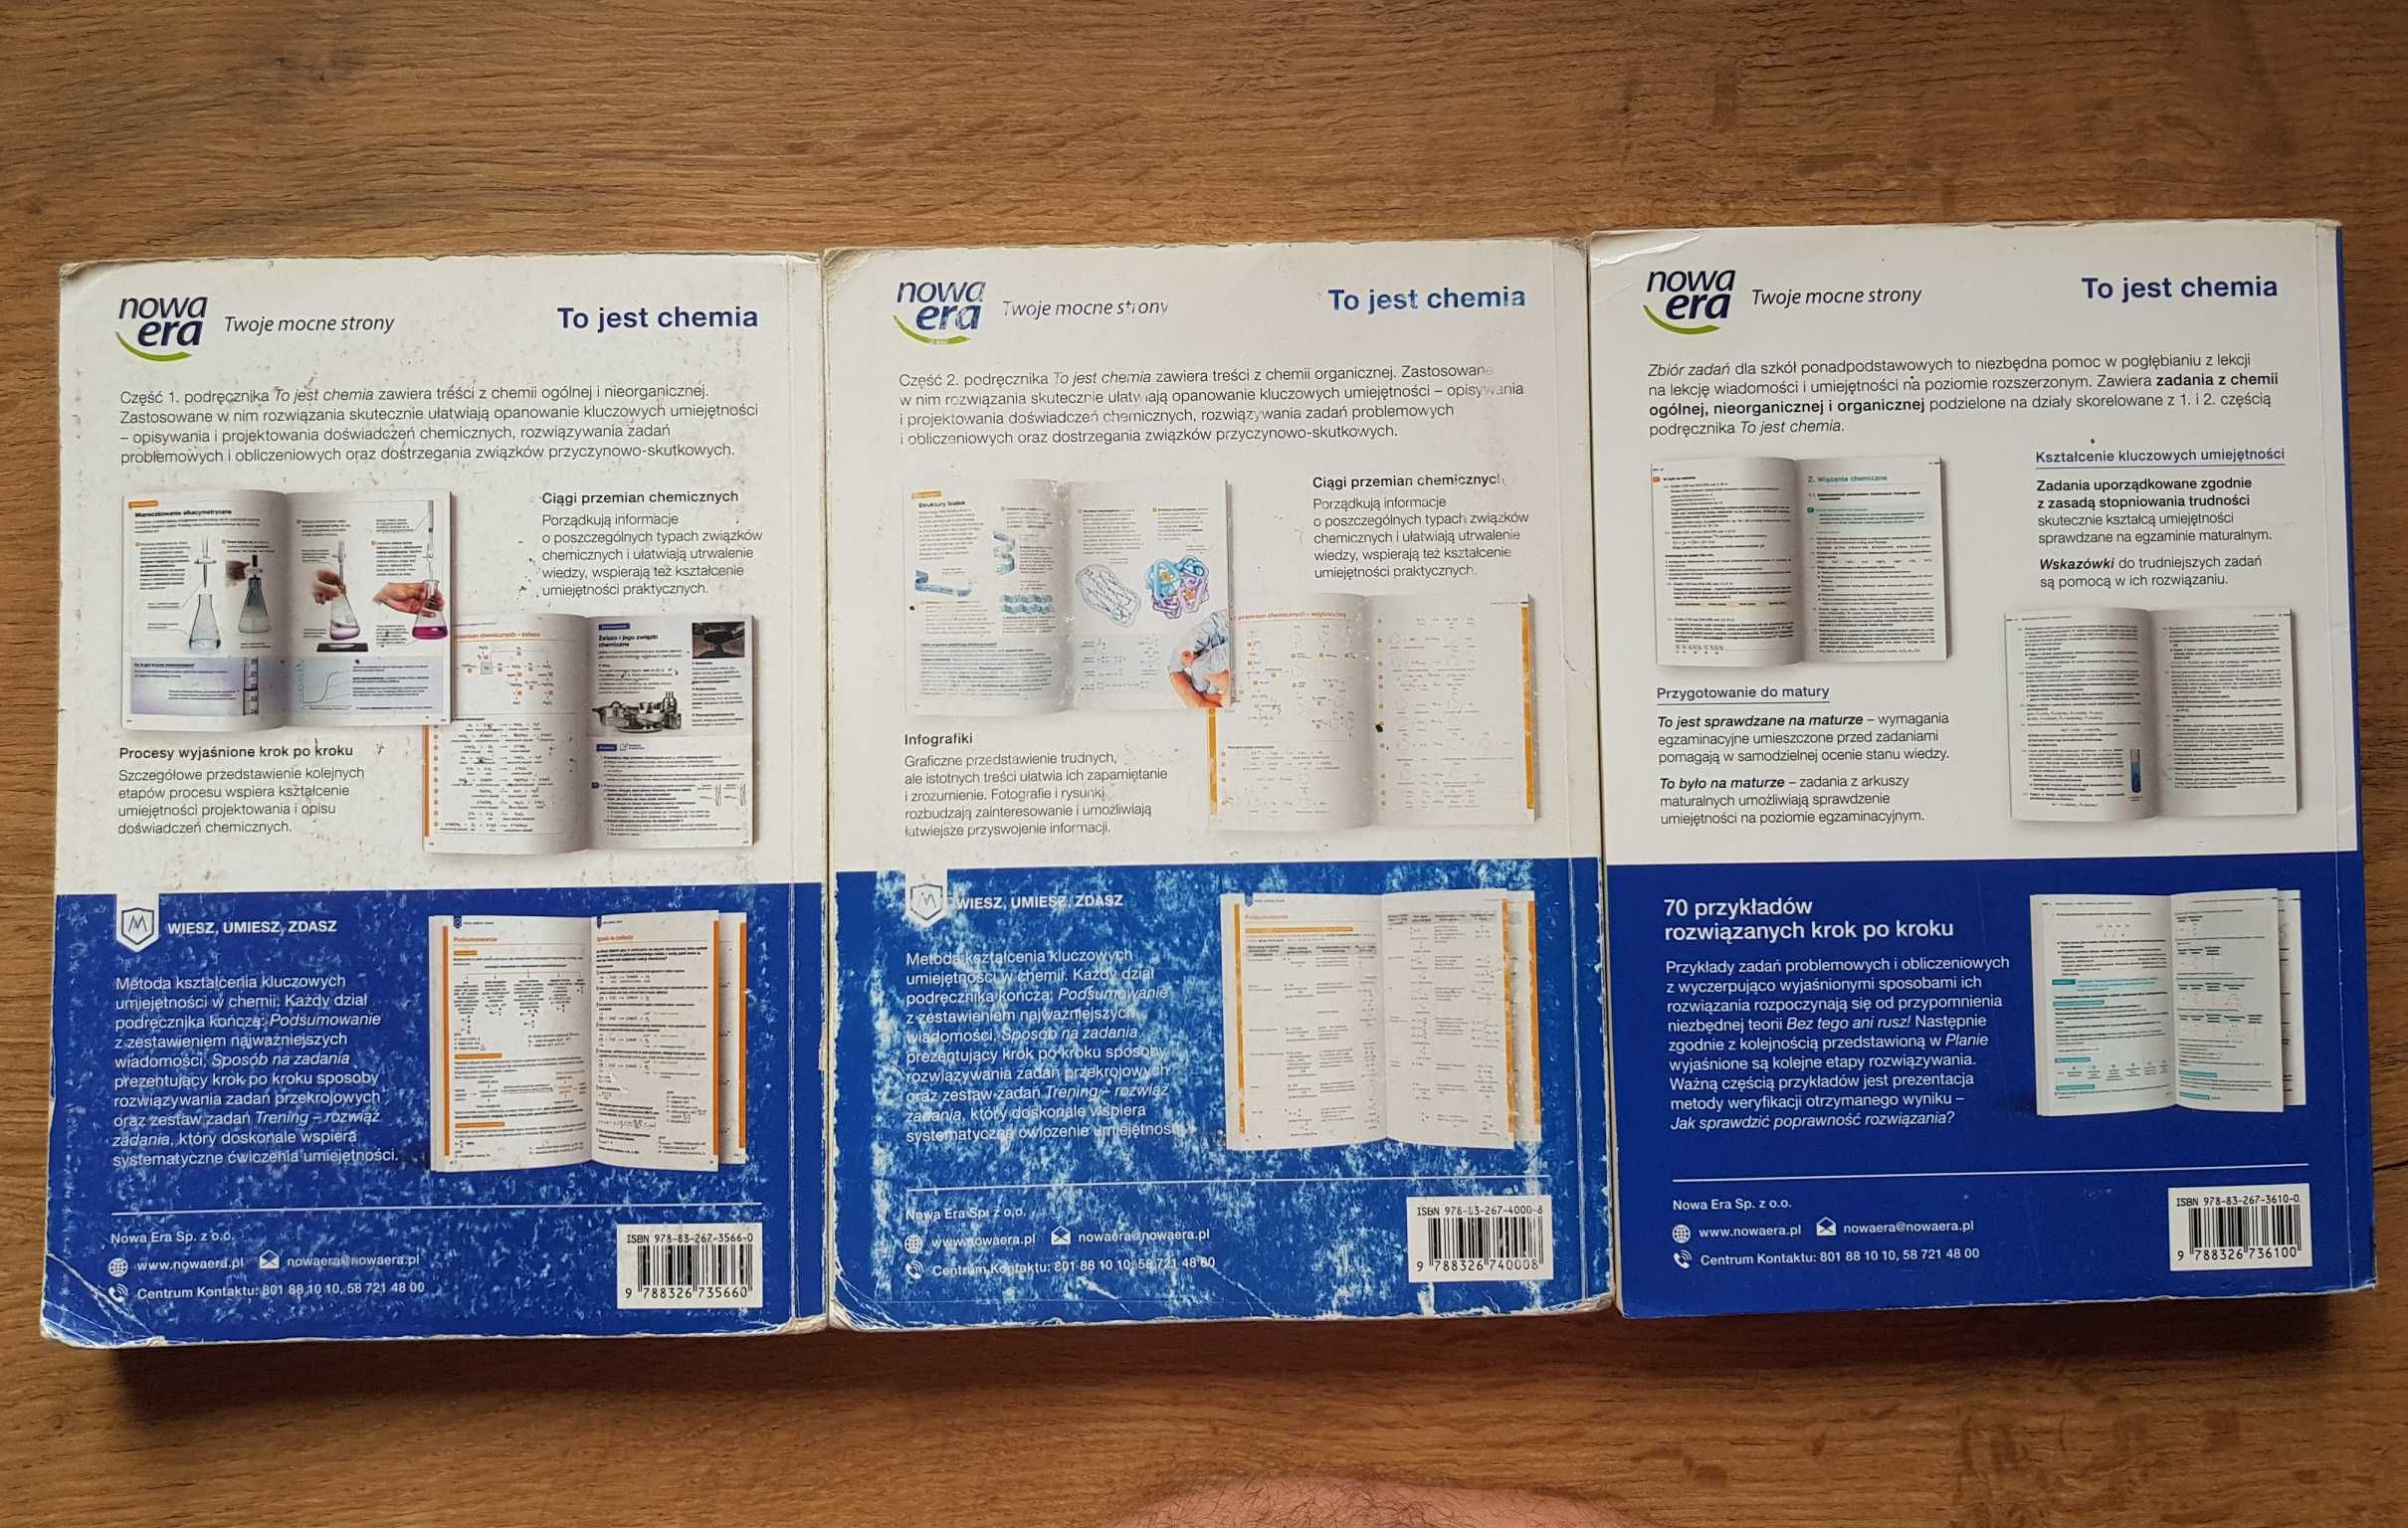 nowa
era
Twoje mocne strony
To jest chemia
Część 1. podręcznika To jest chemia zawiera treści z chemii ogólnej i nieorganicznej.
Zastosowane w nim rozwiązania skutecznie ułatwiają opanowanie kluczowych umiejętności
– opisywania i projektowania doświadczeń chemicznych, rozwiązywania zadań
problemowych i obliczeniowych oraz dostrzegania związków przyczynowo-skutkowych.
Miareczkowanie alkacymetryczne
Ciągi przemian chemicznych
Porządkują informacje
o poszczególnych typach związków
chemicznych i ułatwiają utrwalenie
wiedzy, wspierają też kształcenie
umiejętności praktycznych.
przemian chemicznych – żelazo
Żelazo i jego związki
chemiczne
Procesy wyjaśnione krok po kroku
Szczegółowe przedstawienie kolejnych
etapów procesu wspiera kształcenie
umiejętności projektowania i opisu
doświadczeń chemicznych.
WIESZ, UMIESZ, ZDASZ
Metoda kształcenia kluczowych
umiejętności w chemii. Każdy dział
podręcznika kończą: Podsumowanie
z zestawieniem najważniejszych
wiadomości, Sposób na zadania
prezentujący krok po kroku sposoby
rozwiązywania zadań przekrojowych
oraz zestaw zadań Trening – rozwiąż
zadania, który doskonale wspiera
systematyczne ćwiczenia umiejętności.
Podsumowanie
Sposób na zadania
Nowa Era Sp. z o.o.
www.nowaera.pl nowaera@nowaera.pl
Centrum Kontaktu: 801 88 10 10, 58 721 48 00
ISBN 978-83-267-3566-0
9 788326 735660
nowa
era
Twoje mocne strony
To jest chemia
Część 2. podręcznika To jest chemia zawiera treści z chemii organicznej. Zastosowane
w nim rozwiązania skutecznie ułatwiają opanowanie kluczowych umiejętności – opisywania
i projektowania doświadczeń chemicznych, rozwiązywania zadań problemowych
i obliczeniowych oraz dostrzegania związków przyczynowo-skutkowych.
Struktury białek
Ciągi przemian chemicznych
Porządkują informacje
o poszczególnych typach związków
chemicznych i ułatwiają utrwalenie
wiedzy, wspierają też kształcenie
umiejętności praktycznych.
przemian chemicznych – węglowodory
Infografiki
Graficzne przedstawienie trudnych,
ale istotnych treści ułatwia ich zapamiętanie
i zrozumienie. Fotografie i rysunki
rozbudzają zainteresowanie i umożliwiają
łatwiejsze przyswojenie informacji.
WIESZ, UMIESZ, ZDASZ
Metoda kształcenia kluczowych
umiejętności w chemii. Każdy dział
podręcznika kończą: Podsumowanie
z zestawieniem najważniejszych
wiadomości, Sposób na zadania
prezentujący krok po kroku sposoby
rozwiązywania zadań przekrojowych
oraz zestaw zadań Trening – rozwiąż
zadania, który doskonale wspiera
systematyczne ćwiczenie umiejętności.
Podsumowanie
Nowa Era Sp. z o.o.
www.nowaera.pl nowaera@nowaera.pl
Centrum Kontaktu: 801 88 10 10, 58 721 48 00
ISBN 978-83-267-4000-8
9 788326 740008
nowa
era
Twoje mocne strony
To jest chemia
Zbiór zadań dla szkół ponadpodstawowych to niezbędna pomoc w pogłębianiu z lekcji
na lekcję wiadomości i umiejętności na poziomie rozszerzonym. Zawiera zadania z chemii
ogólnej, nieorganicznej i organicznej podzielone na działy skorelowane z 1. i 2. częścią
podręcznika To jest chemia.
2. Wiązania chemiczne
Kształcenie kluczowych umiejętności
Zadania uporządkowane zgodnie
z zasadą stopniowania trudności
skutecznie kształcą umiejętności
sprawdzane na egzaminie maturalnym.
Wskazówki do trudniejszych zadań
są pomocą w ich rozwiązaniu.
Przygotowanie do matury
To jest sprawdzane na maturze – wymagania
egzaminacyjne umieszczone przed zadaniami
pomagają w samodzielnej ocenie stanu wiedzy.
To było na maturze – zadania z arkuszy
maturalnych umożliwiają sprawdzenie
umiejętności na poziomie egzaminacyjnym.
70 przykładów
rozwiązanych krok po kroku
Przykłady zadań problemowych i obliczeniowych
z wyczerpująco wyjaśnionymi sposobami ich
rozwiązania rozpoczynają się od przypomnienia
niezbędnej teorii Bez tego ani rusz! Następnie
zgodnie z kolejnością przedstawioną w Planie
wyjaśnione są kolejne etapy rozwiązywania.
Ważną częścią przykładów jest prezentacja
metody weryfikacji otrzymanego wyniku –
Jak sprawdzić poprawność rozwiązania?
Nowa Era Sp. z o.o.
www.nowaera.pl nowaera@nowaera.pl
Centrum Kontaktu: 801 88 10 10, 58 721 48 00
ISBN 978-83-267-3610-0
9 788326 736100